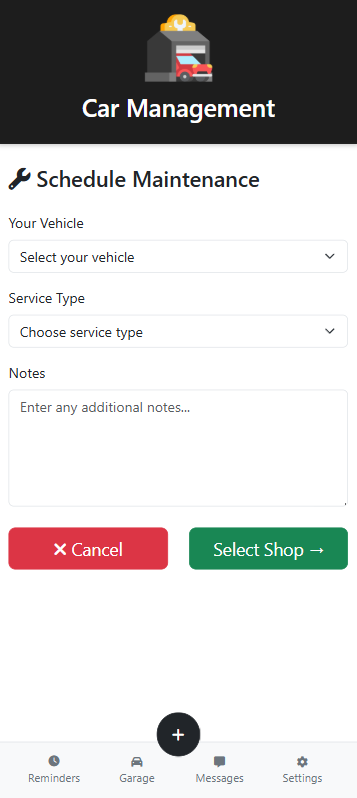 Car Management
Schedule Maintenance
Your Vehicle
Select your vehicle
Service Type
Choose service type
Notes
Enter any additional notes...
✕ Cancel
Select Shop →
+
Reminders
Garage
Messages
Settings